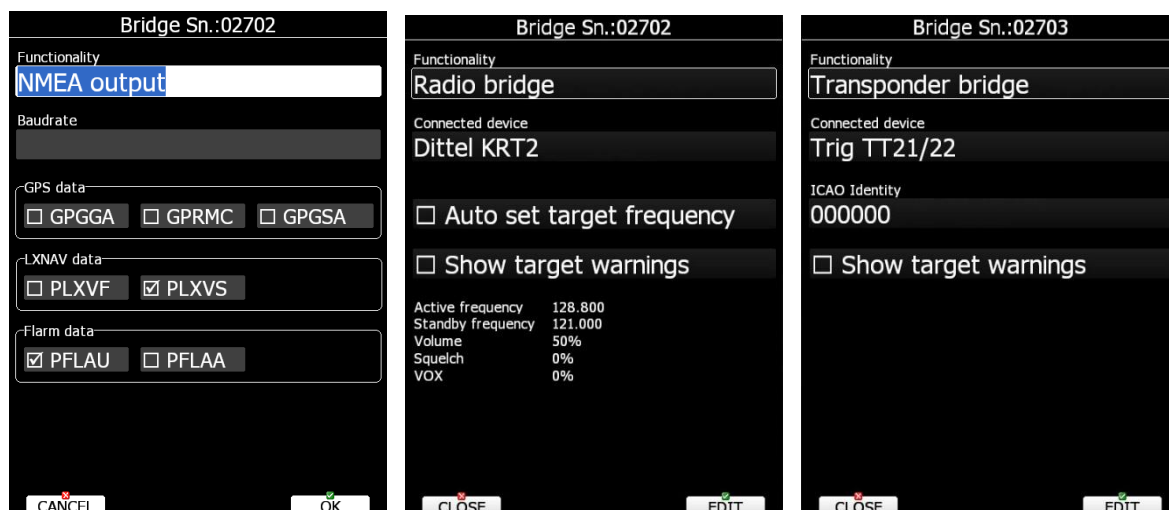 Bridge Sn.:02702
Functionality
NMEA output
Baudrate
GPS data
GPGGA GPRMC GPGSA
LXNAV data
PLXVF PLXVS
Flarm data
PFLAU PFLAA
CANCEL OK
Bridge Sn.:02702
Functionality
Radio bridge
Connected device
Dittel KRT2
Auto set target frequency
Show target warnings
Active frequency 128.800
Standby frequency 121.000
Volume 50%
Squelch 0%
VOX 0%
CLOSE EDIT
Bridge Sn.:02703
Functionality
Transponder bridge
Connected device
Trig TT21/22
ICAO Identity
000000
Show target warnings
CLOSE EDIT